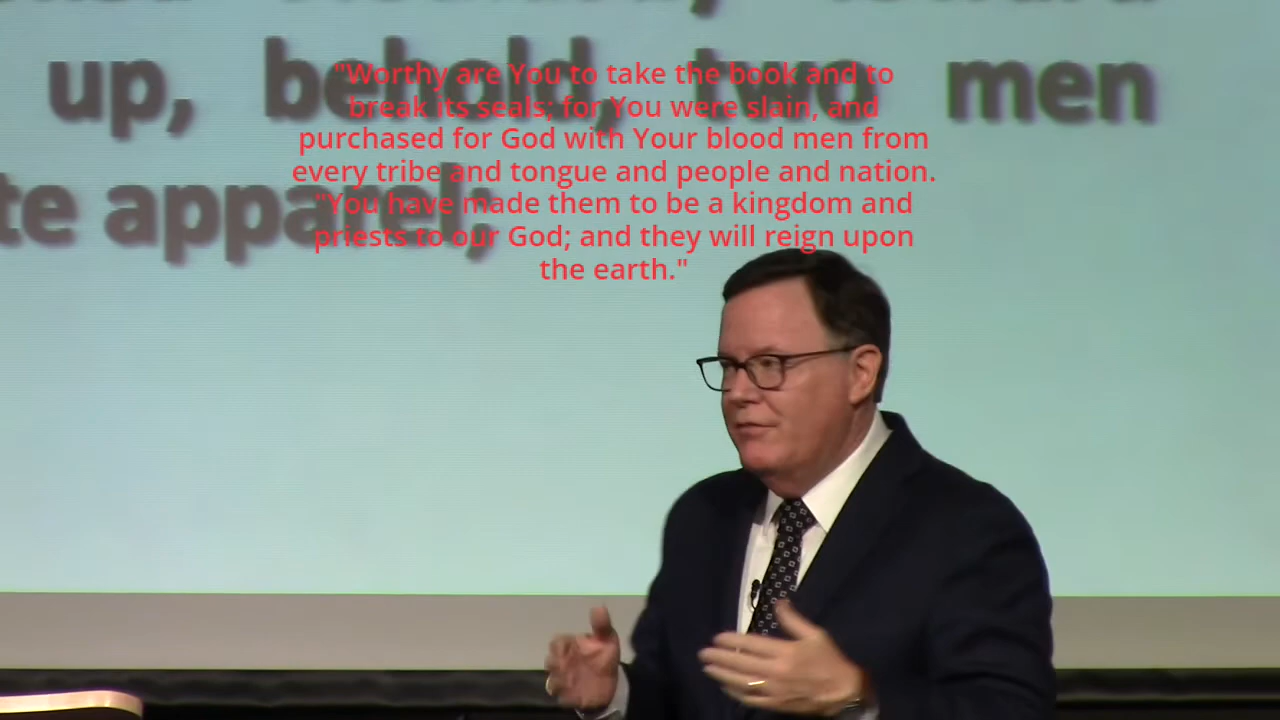 up, behold, two men
te apparel;
"Worthy are You to take the book and to
break its seals; for You were slain, and
purchased for God with Your blood men from
every tribe and tongue and people and nation.
"You have made them to be a kingdom and
priests to our God; and they will reign upon
the earth."